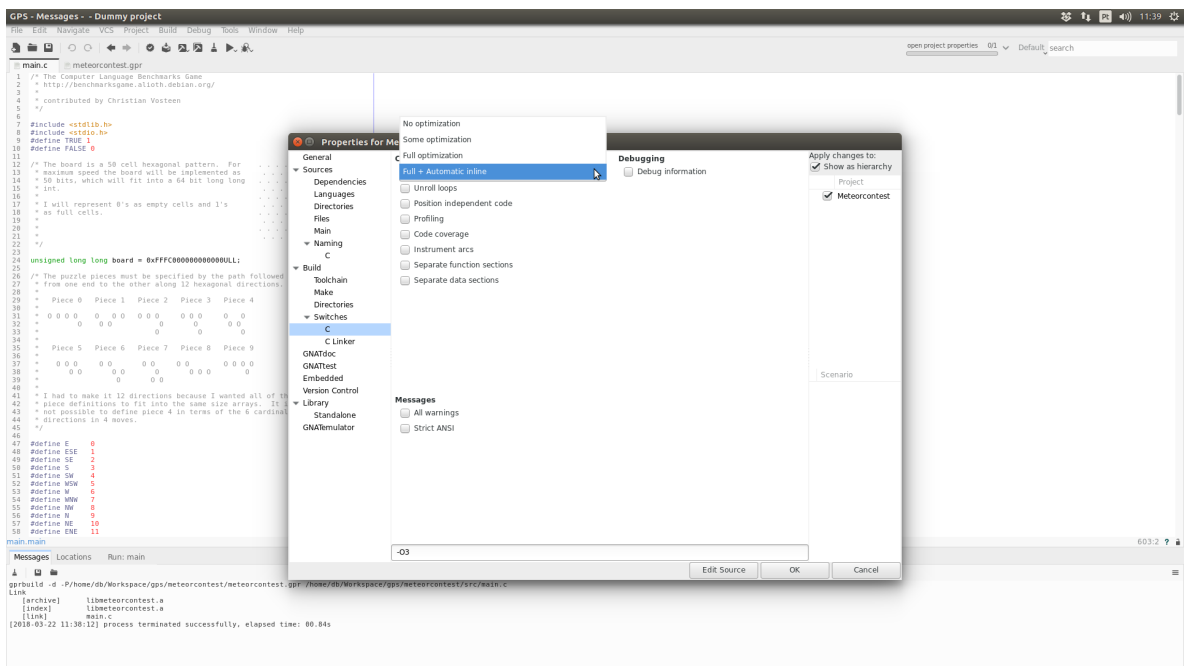 GPS - Messages - - Dummy project
Pt
11:39
File Edit Navigate VCS Project Build Debug Tools Window Help
open project properties 0/1
Default
search
main.c
meteorcontest.gpr
1 /* The Computer Language Benchmarks Game
2 * http://benchmarksgame.alioth.debian.org/
3 *
4 * contributed by Christian Vosteen
5 */
6
7 #include <stdlib.h>
8 #include <stdio.h>
9 #define TRUE 1
10 #define FALSE 0
11
12 /* The board is a 50 cell hexagonal pattern. For . . . .
13 * maximum speed the board will be implemented as . . . .
14 * 50 bits, which will fit into a 64 bit long long . . . .
15 * int. . . . .
16 * . . . .
17 * I will represent 0's as empty cells and 1's . . . .
18 * as full cells. . . . .
19 * . . . .
20 * . . . .
21 * . . . .
22 */
23
24 unsigned long long board = 0xFFFC000000000000ULL;
25
26 /* The puzzle pieces must be specified by the path followed
27 * from one end to the other along 12 hexagonal directions.
28 *
29 * Piece 0 Piece 1 Piece 2 Piece 3 Piece 4
30 *
31 * O O O O O O O O O O O O O O O
32 * O O O O O O O
33 * O O O
34 *
35 * Piece 5 Piece 6 Piece 7 Piece 8 Piece 9
36 *
37 * O O O O O O O O O O O O O
38 * O O O O O O O O O
39 * O O O
40 *
41 * I had to make it 12 directions because I wanted all of th
42 * piece definitions to fit into the same size arrays. It i
43 * not possible to define piece 4 in terms of the 6 cardinal
44 * directions in 4 moves.
45 */
46
47 #define E 0
48 #define ESE 1
49 #define SE 2
50 #define S 3
51 #define SW 4
52 #define WSW 5
53 #define W 6
54 #define WNW 7
55 #define NW 8
56 #define N 9
57 #define NE 10
58 #define ENE 11
main.main
603:2
Properties for Me
General
Sources
Dependencies
Languages
Directories
Files
Main
Naming
C
Build
Toolchain
Make
Directories
Switches
C
C Linker
GNATdoc
GNATtest
Embedded
Version Control
Library
Standalone
GNATemulator
No optimization
Some optimization
Full optimization
Full + Automatic inline
Unroll loops
Position independent code
Profiling
Code coverage
Instrument arcs
Separate function sections
Separate data sections
Debugging
Debug information
Messages
All warnings
Strict ANSI
-O3
Apply changes to:
Show as hierarchy
Project
Meteorcontest
Scenario
Edit Source
OK
Cancel
Messages Locations Run: main
gprbuild -d -P/home/db/Workspace/gps/meteorcontest/meteorcontest.gpr /home/db/Workspace/gps/meteorcontest/src/main.c
Link
[archive] libmeteorcontest.a
[index] libmeteorcontest.a
[link] main.c
[2018-03-22 11:38:12] process terminated successfully, elapsed time: 00.84s